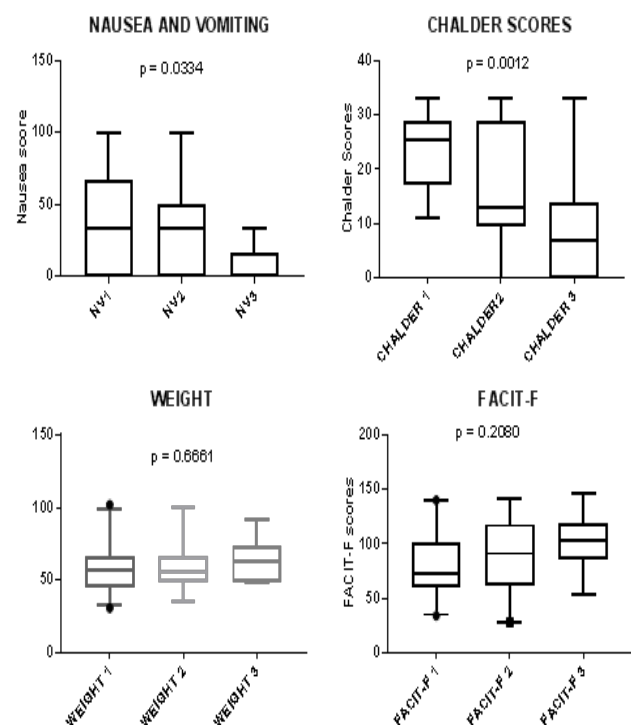 NAUSEA AND VOMITING
p = 0.0334
Nausea score
150
100
50
0
NV1
NV2
NV3
CHALDER SCORES
p = 0.0012
Chalder Scores
40
30
20
10
0
CHALDER 1
CHALDER2
CHALDER 3
WEIGHT
p = 0.6661
150
100
50
0
WEIGHT 1
WEIGHT 2
WEIGHT 3
FACIT-F
p = 0.2080
FACIT-F scores
200
150
100
50
0
FACIT-F 1
FACIT-F 2
FACIT-F 3